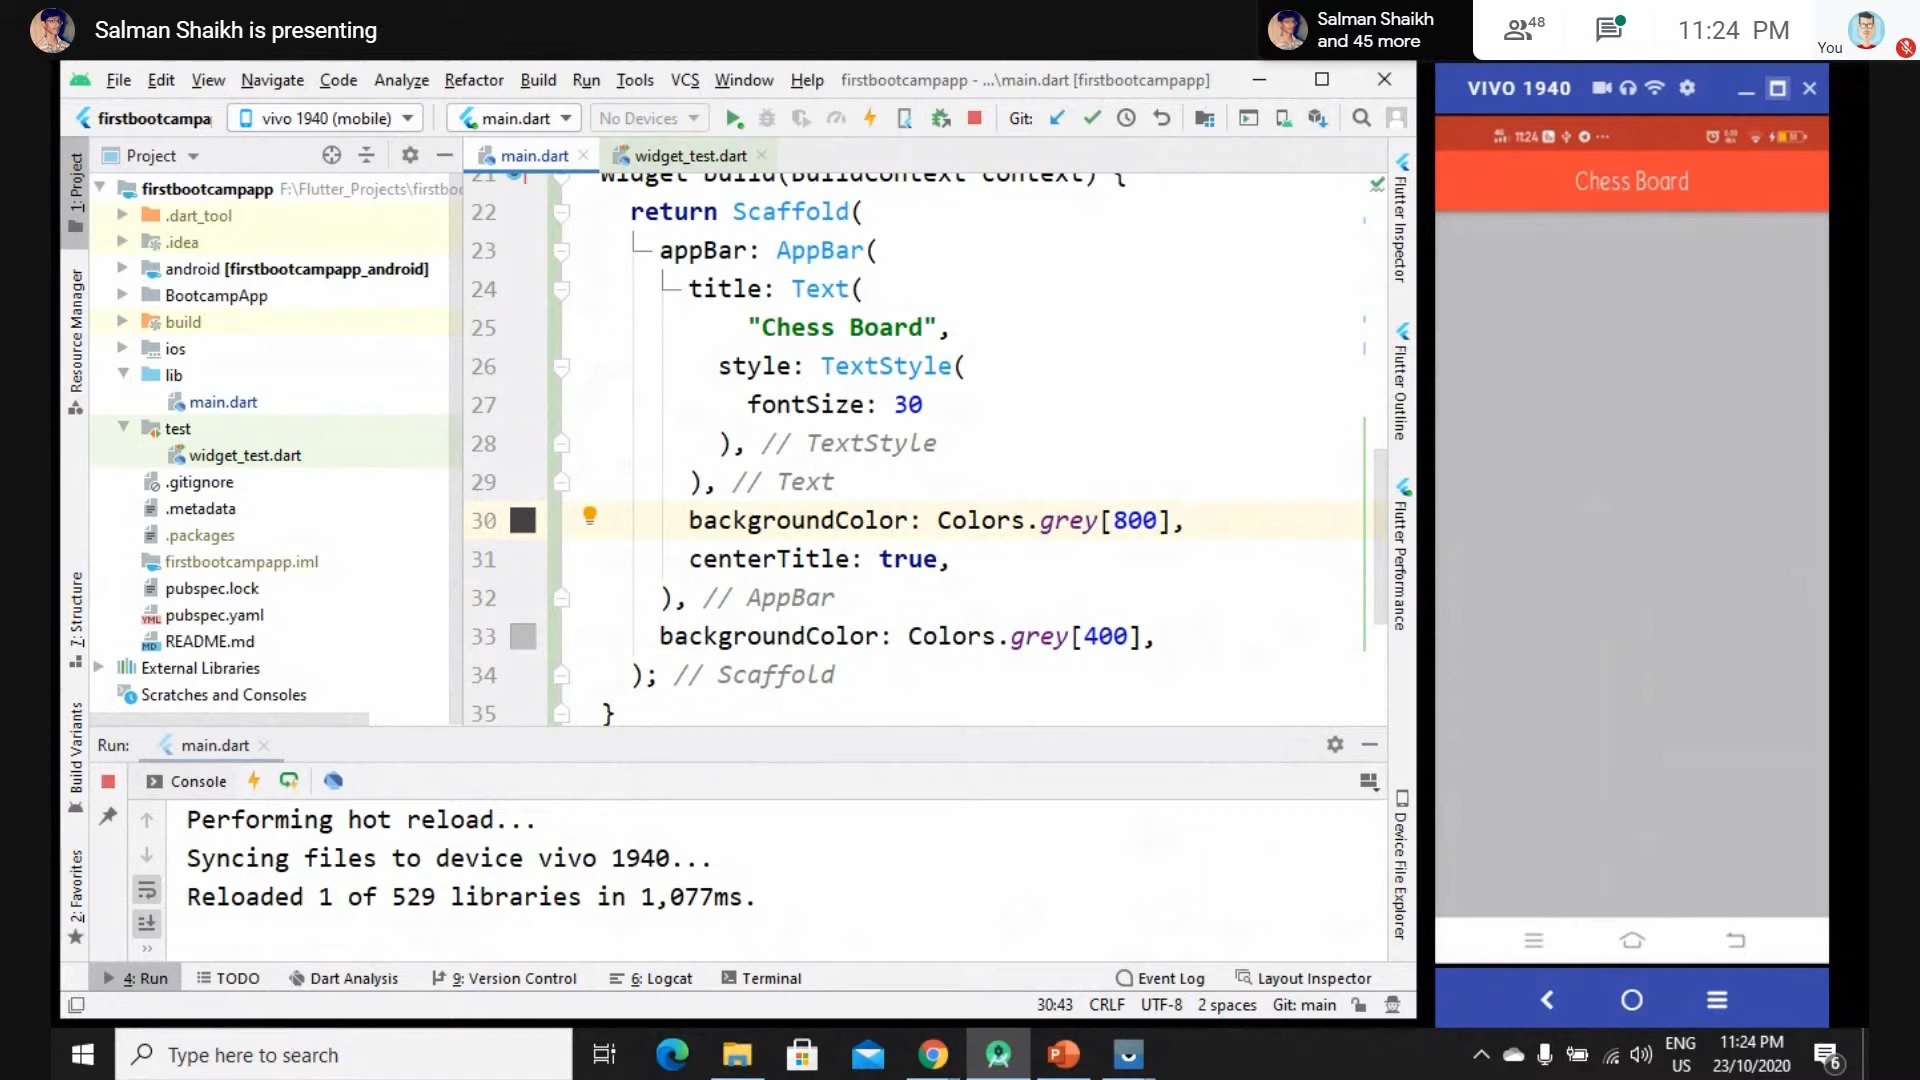 Salman Shaikh is presenting
Salman Shaikh
and 45 more
48
11:24 PM
You
File Edit View Navigate Code Analyze Refactor Build Run Tools VCS Window Help firstbootcampapp - ...\main.dart [firstbootcampapp]
firstbootcampa vivo 1940 (mobile) main.dart No Devices Git:
Project main.dart widget_test.dart
firstbootcampapp F:\Flutter_Projects\firstboo
.dart_tool
.idea
android [firstbootcampapp_android]
BootcampApp
build
ios
lib
main.dart
test
widget_test.dart
.gitignore
.metadata
.packages
firstbootcampapp.iml
pubspec.lock
pubspec.yaml
README.md
External Libraries
Scratches and Consoles
1: Project
Resource Manager
7: Structure
Build Variants
2: Favorites
21 Widget build(BuildContext context) {
22 return Scaffold(
23 appBar: AppBar(
24 title: Text(
25 "Chess Board",
26 style: TextStyle(
27 fontSize: 30
28 ), // TextStyle
29 ), // Text
30 backgroundColor: Colors.grey[800],
31 centerTitle: true,
32 ), // AppBar
33 backgroundColor: Colors.grey[400],
34 ); // Scaffold
35 }
Flutter Inspector
Flutter Outline
Flutter Performance
Device File Explorer
Run: main.dart
Console
Performing hot reload...
Syncing files to device vivo 1940...
Reloaded 1 of 529 libraries in 1,077ms.
4: Run TODO Dart Analysis 9: Version Control 6: Logcat Terminal Event Log Layout Inspector
30:43 CRLF UTF-8 2 spaces Git: main
VIVO 1940
11:24
Chess Board
Type here to search
ENG
US
11:24 PM
23/10/2020
6